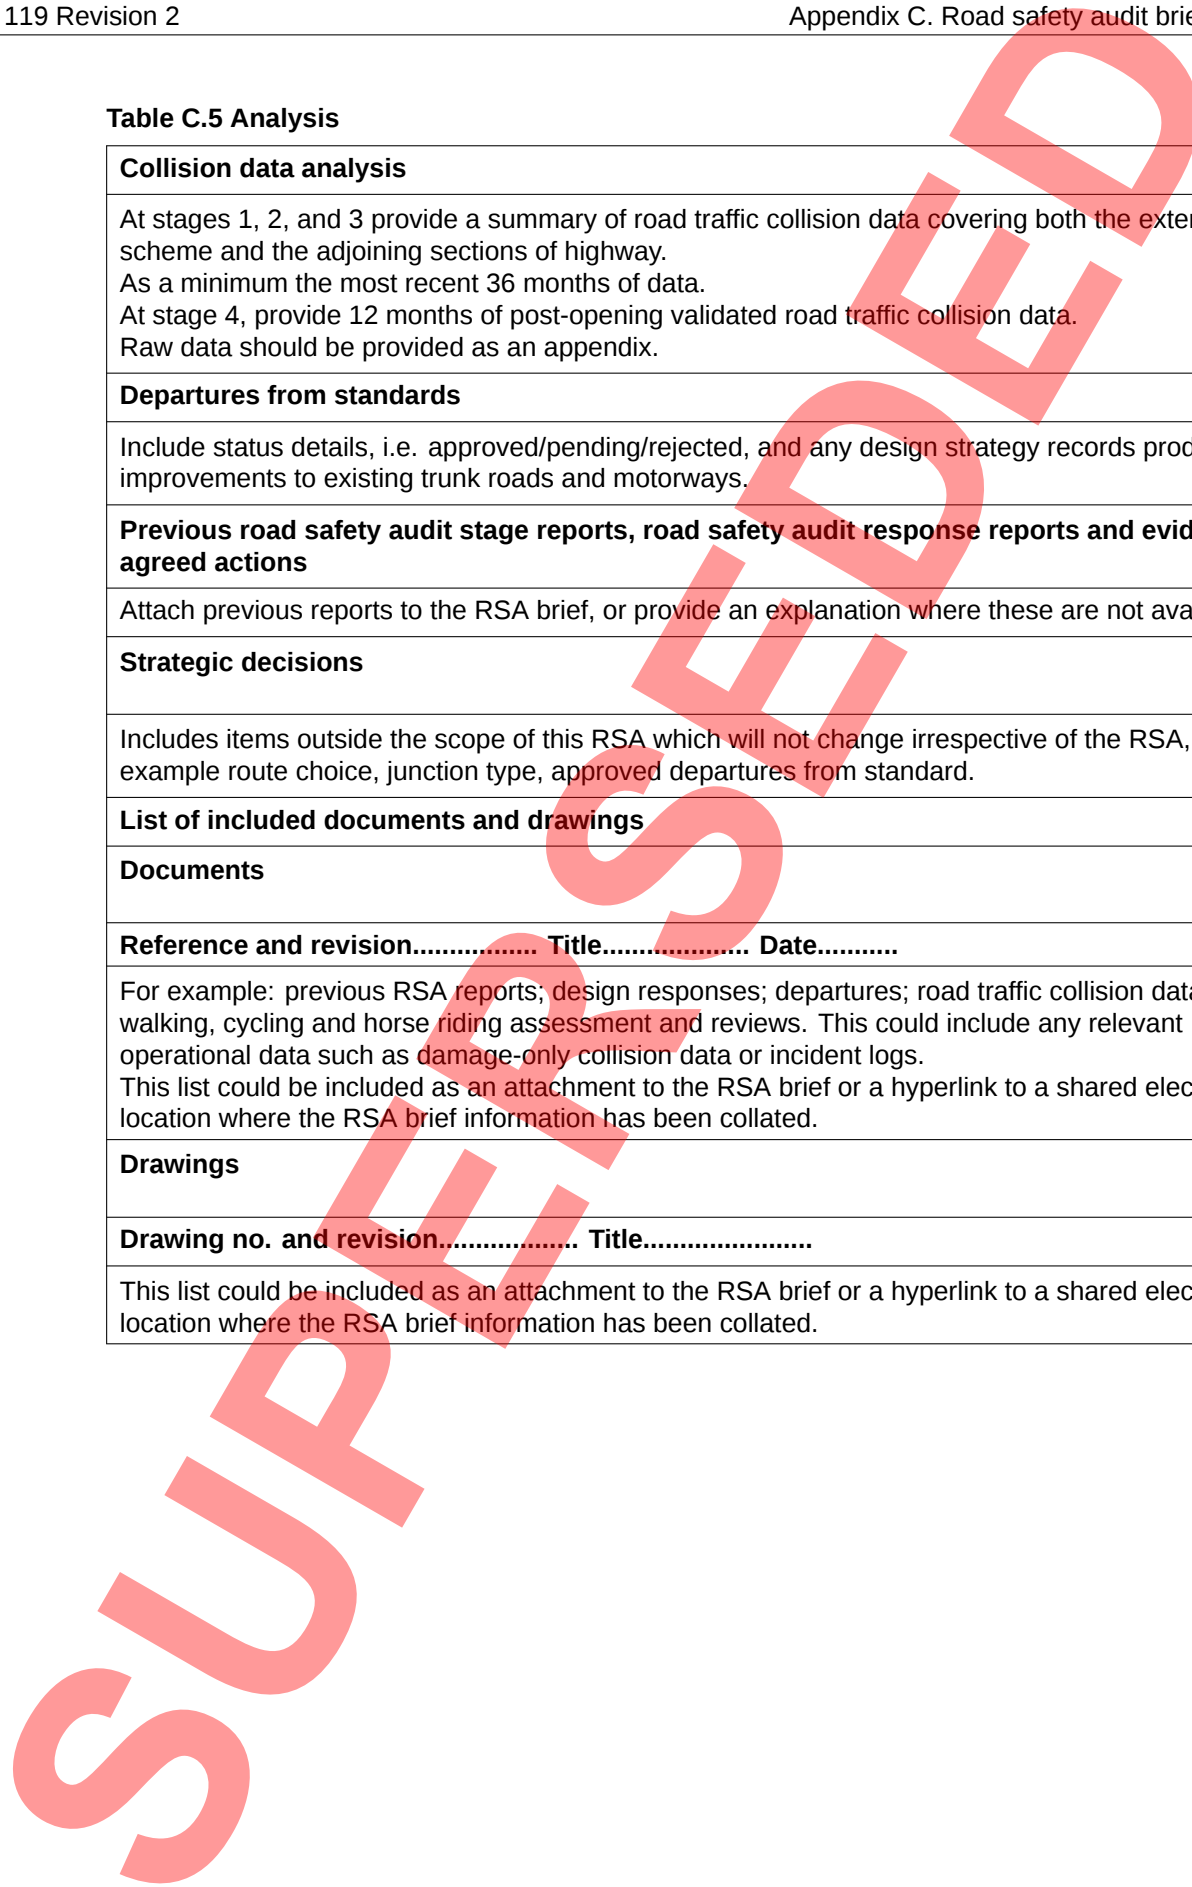 119 Revision 2 Appendix C. Road safety audit brie
Table C.5 Analysis
Collision data analysis
At stages 1, 2, and 3 provide a summary of road traffic collision data covering both the exter
scheme and the adjoining sections of highway.
As a minimum the most recent 36 months of data.
At stage 4, provide 12 months of post-opening validated road traffic collision data.
Raw data should be provided as an appendix.
Departures from standards
Include status details, i.e. approved/pending/rejected, and any design strategy records prod
improvements to existing trunk roads and motorways.
Previous road safety audit stage reports, road safety audit response reports and evid
agreed actions
Attach previous reports to the RSA brief, or provide an explanation where these are not ava
Strategic decisions
Includes items outside the scope of this RSA which will not change irrespective of the RSA,
example route choice, junction type, approved departures from standard.
List of included documents and drawings
Documents
Reference and revision................. Title.................... Date...........
For example: previous RSA reports; design responses; departures; road traffic collision data
walking, cycling and horse riding assessment and reviews. This could include any relevant
operational data such as damage-only collision data or incident logs.
This list could be included as an attachment to the RSA brief or a hyperlink to a shared elec
location where the RSA brief information has been collated.
Drawings
Drawing no. and revision................... Title.......................
This list could be included as an attachment to the RSA brief or a hyperlink to a shared elec
location where the RSA brief information has been collated.
SUPERSEDED